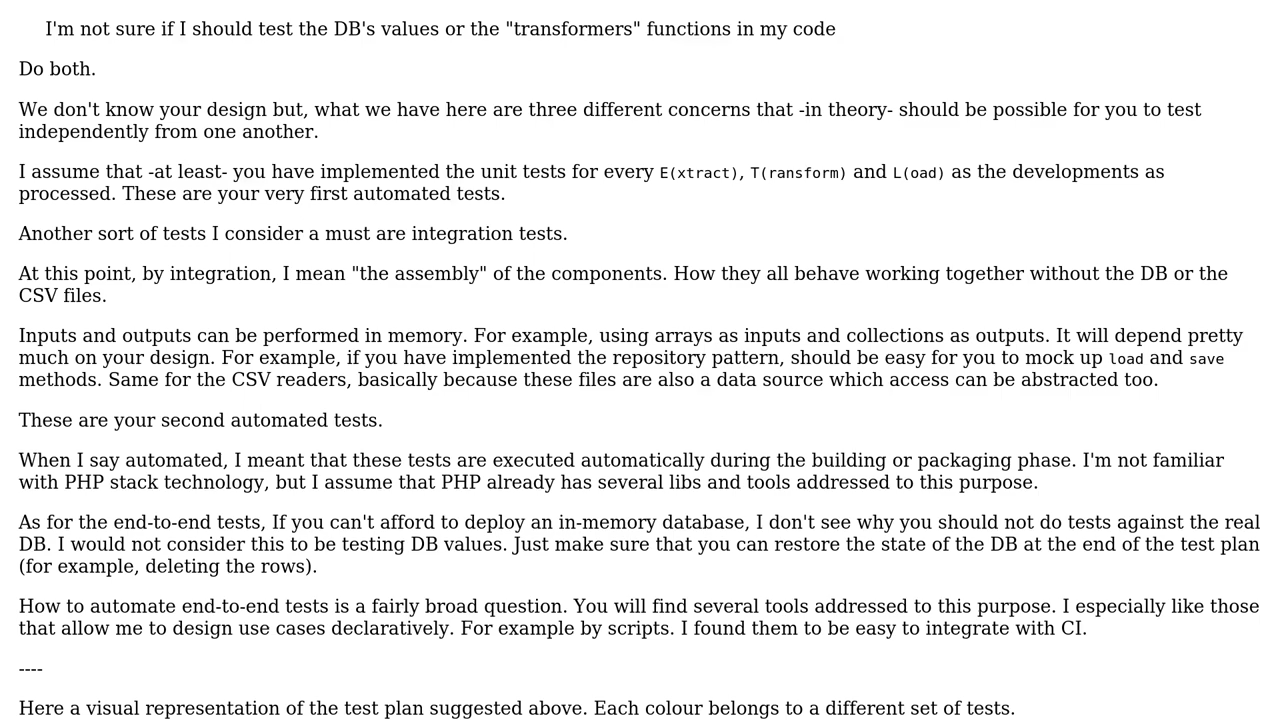 I'm not sure if I should test the DB's values or the "transformers" functions in my code
Do both.
We don't know your design but, what we have here are three different concerns that -in theory- should be possible for you to test
independently from one another.
I assume that -at least- you have implemented the unit tests for every E(xtract), T(ransform) and L(oad) as the developments as
processed. These are your very first automated tests.
Another sort of tests I consider a must are integration tests.
At this point, by integration, I mean "the assembly" of the components. How they all behave working together without the DB or the
CSV files.
Inputs and outputs can be performed in memory. For example, using arrays as inputs and collections as outputs. It will depend pretty
much on your design. For example, if you have implemented the repository pattern, should be easy for you to mock up load and save
methods. Same for the CSV readers, basically because these files are also a data source which access can be abstracted too.
These are your second automated tests.
When I say automated, I meant that these tests are executed automatically during the building or packaging phase. I'm not familiar
with PHP stack technology, but I assume that PHP already has several libs and tools addressed to this purpose.
As for the end-to-end tests, If you can't afford to deploy an in-memory database, I don't see why you should not do tests against the real
DB. I would not consider this to be testing DB values. Just make sure that you can restore the state of the DB at the end of the test plan
(for example, deleting the rows).
How to automate end-to-end tests is a fairly broad question. You will find several tools addressed to this purpose. I especially like those
that allow me to design use cases declaratively. For example by scripts. I found them to be easy to integrate with CI.
----
Here a visual representation of the test plan suggested above. Each colour belongs to a different set of tests.